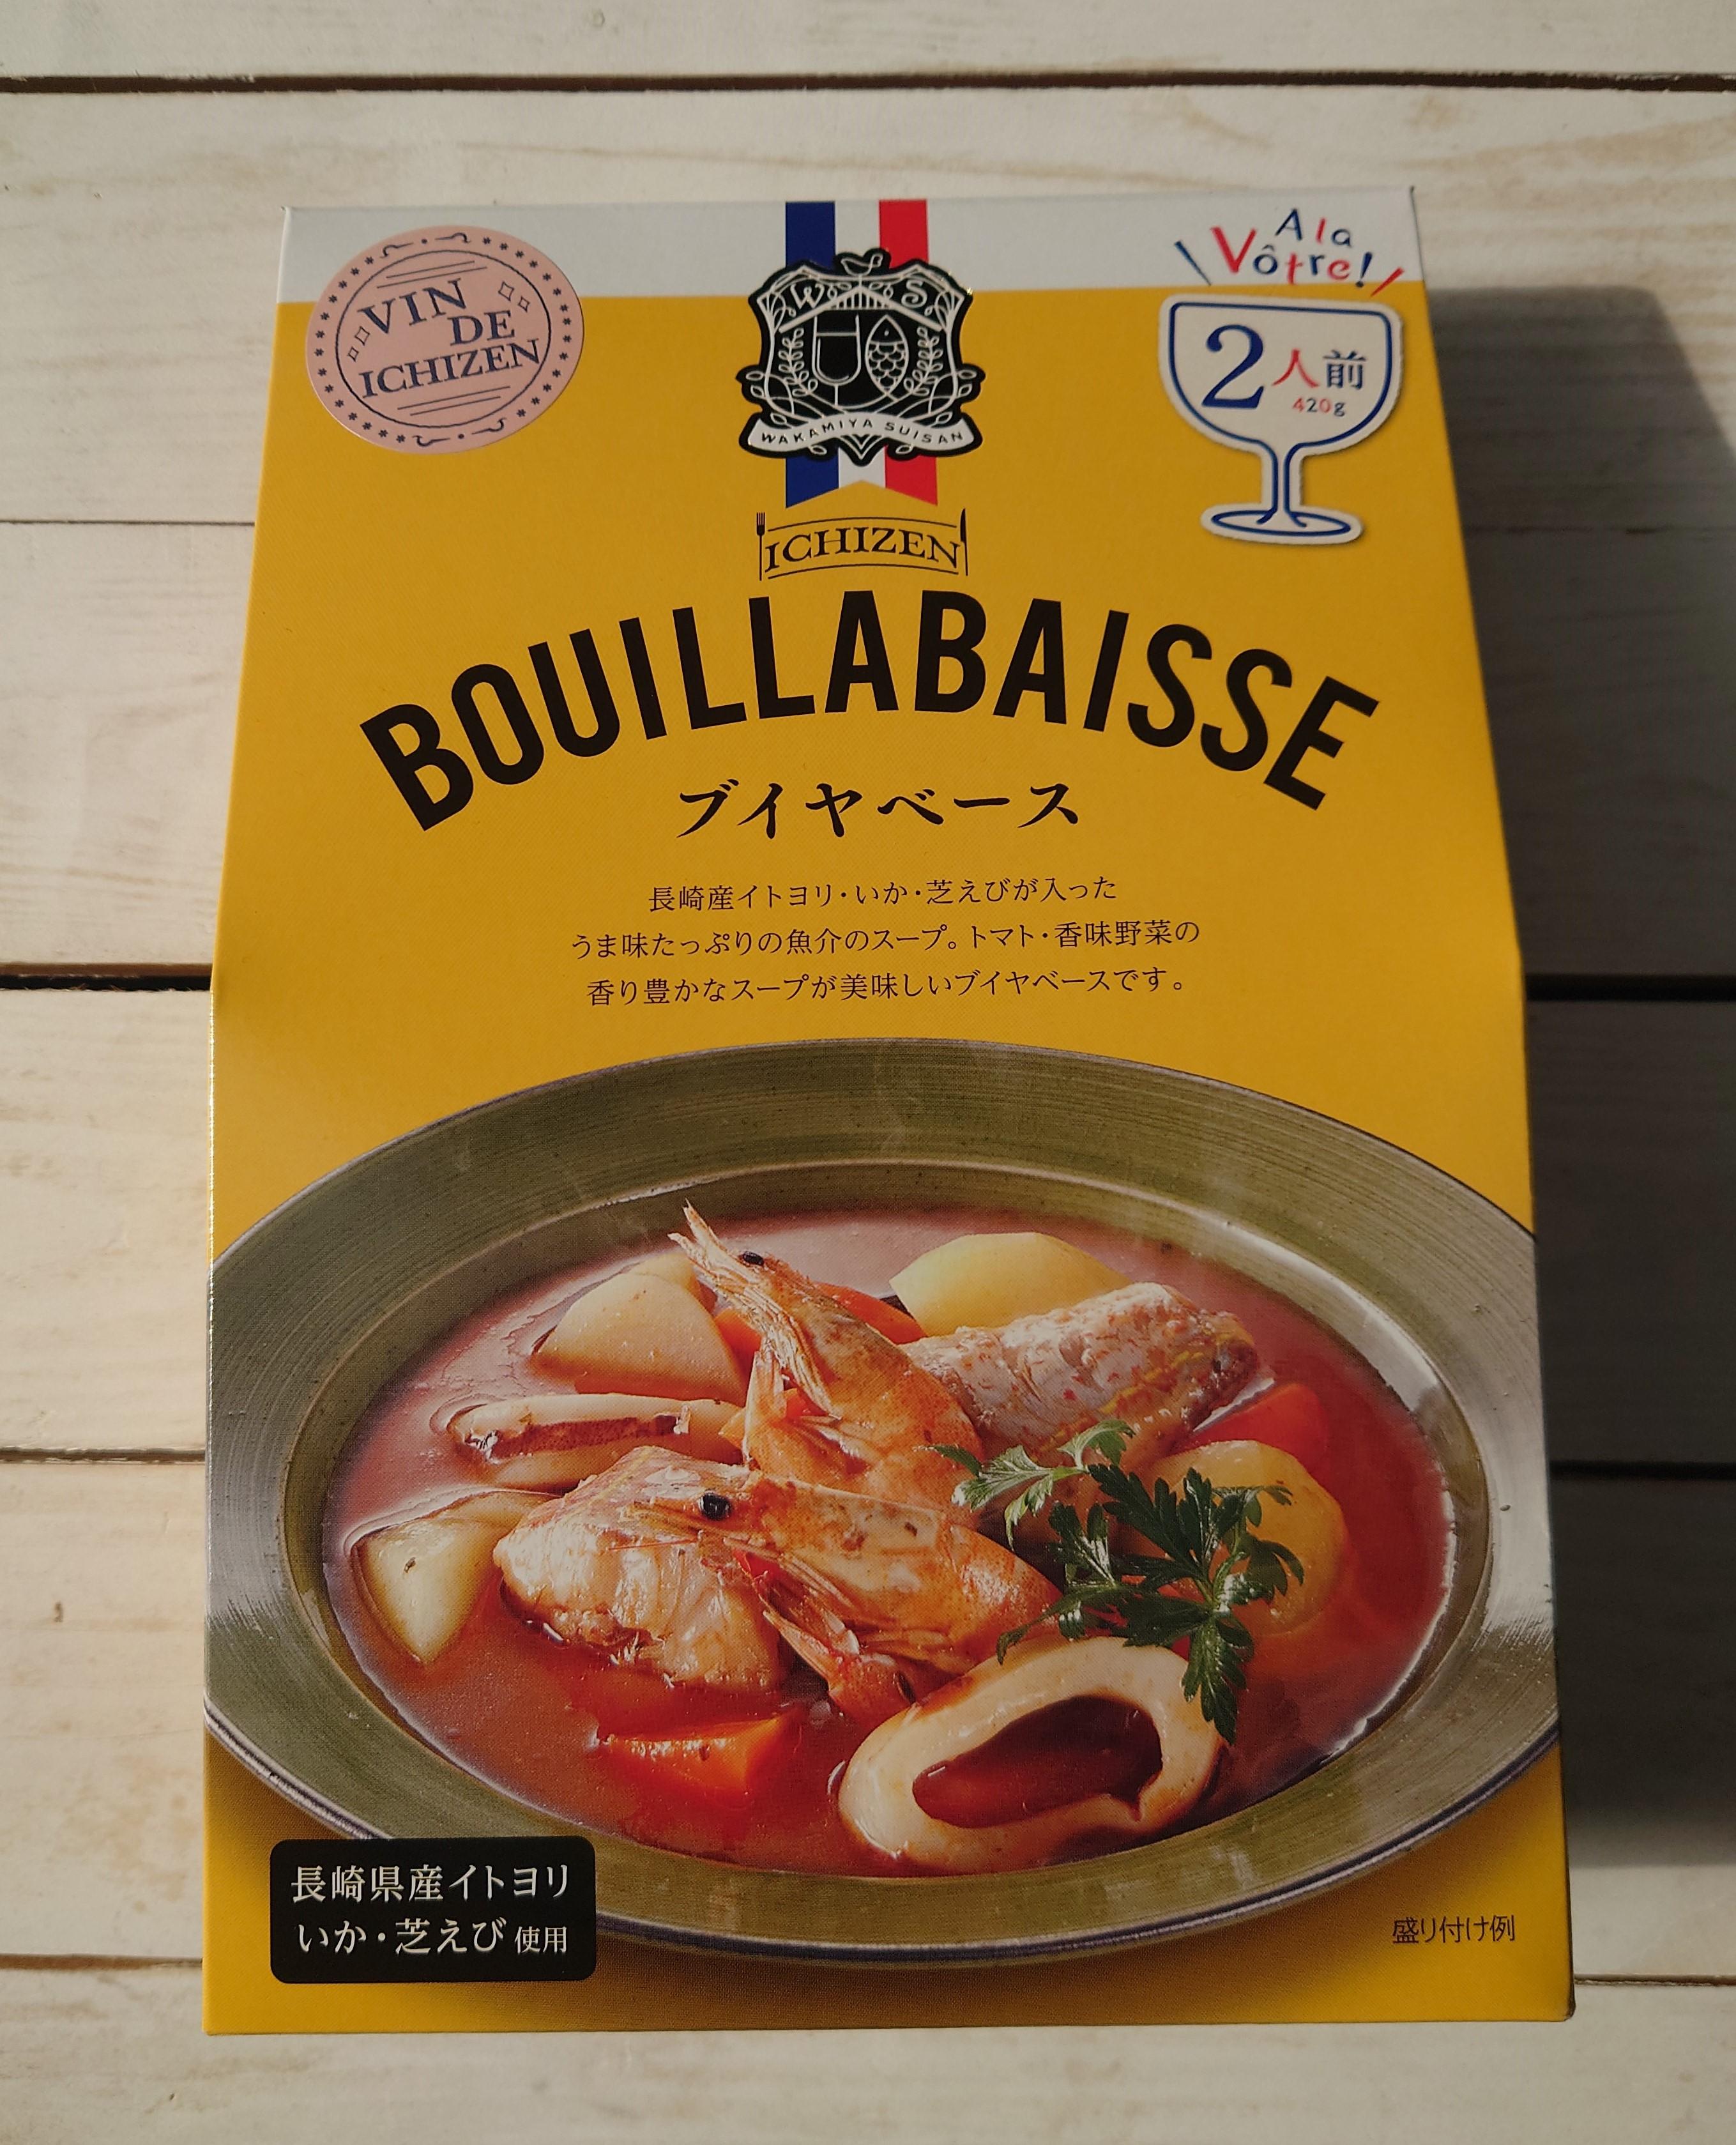 VIN
DE
ICHIZEN
W S
WAKAMIYA SUISAN
A la
Vôtre!
2人前
420g
ICHIZEN
BOUILLABAISSE
ブイヤベース
長崎産イトヨリ・いか・芝えびが入った
うま味たっぷりの魚介のスープ。トマト・香味野菜の
香り豊かなスープが美味しいブイヤベースです。
長崎県産イトヨリ
いか・芝えび使用
盛り付け例